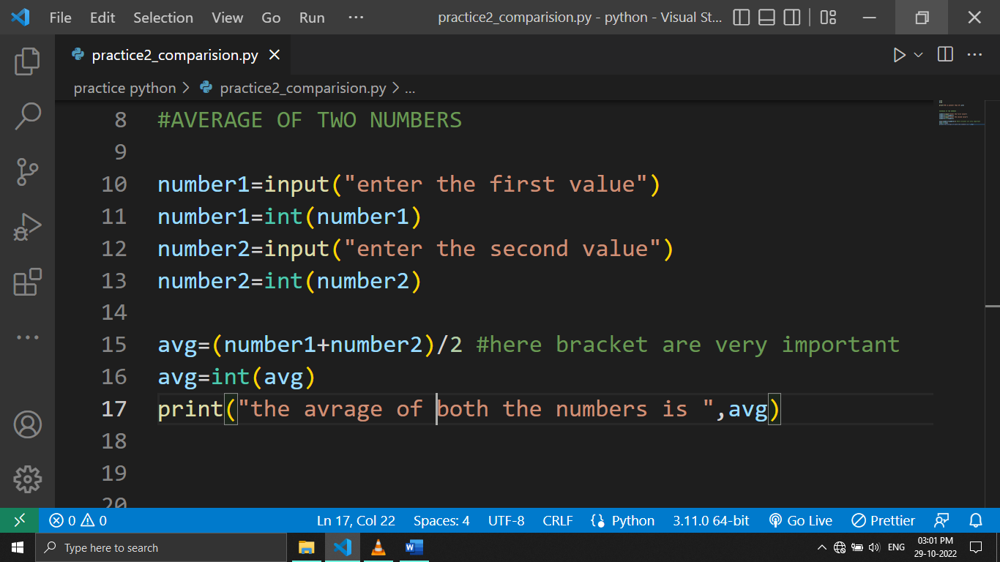 File Edit Selection View Go Run ··· practice2_comparision.py - python - Visual St...
practice2_comparision.py
practice python > practice2_comparision.py > ...
8 #AVERAGE OF TWO NUMBERS
9
10 number1=input("enter the first value")
11 number1=int(number1)
12 number2=input("enter the second value")
13 number2=int(number2)
14
15 avg=(number1+number2)/2 #here bracket are very important
16 avg=int(avg)
17 print("the avrage of both the numbers is ",avg)
18
19
20
0 0 Ln 17, Col 22 Spaces: 4 UTF-8 CRLF Python 3.11.0 64-bit Go Live Prettier
Type here to search ENG 03:01 PM
29-10-2022